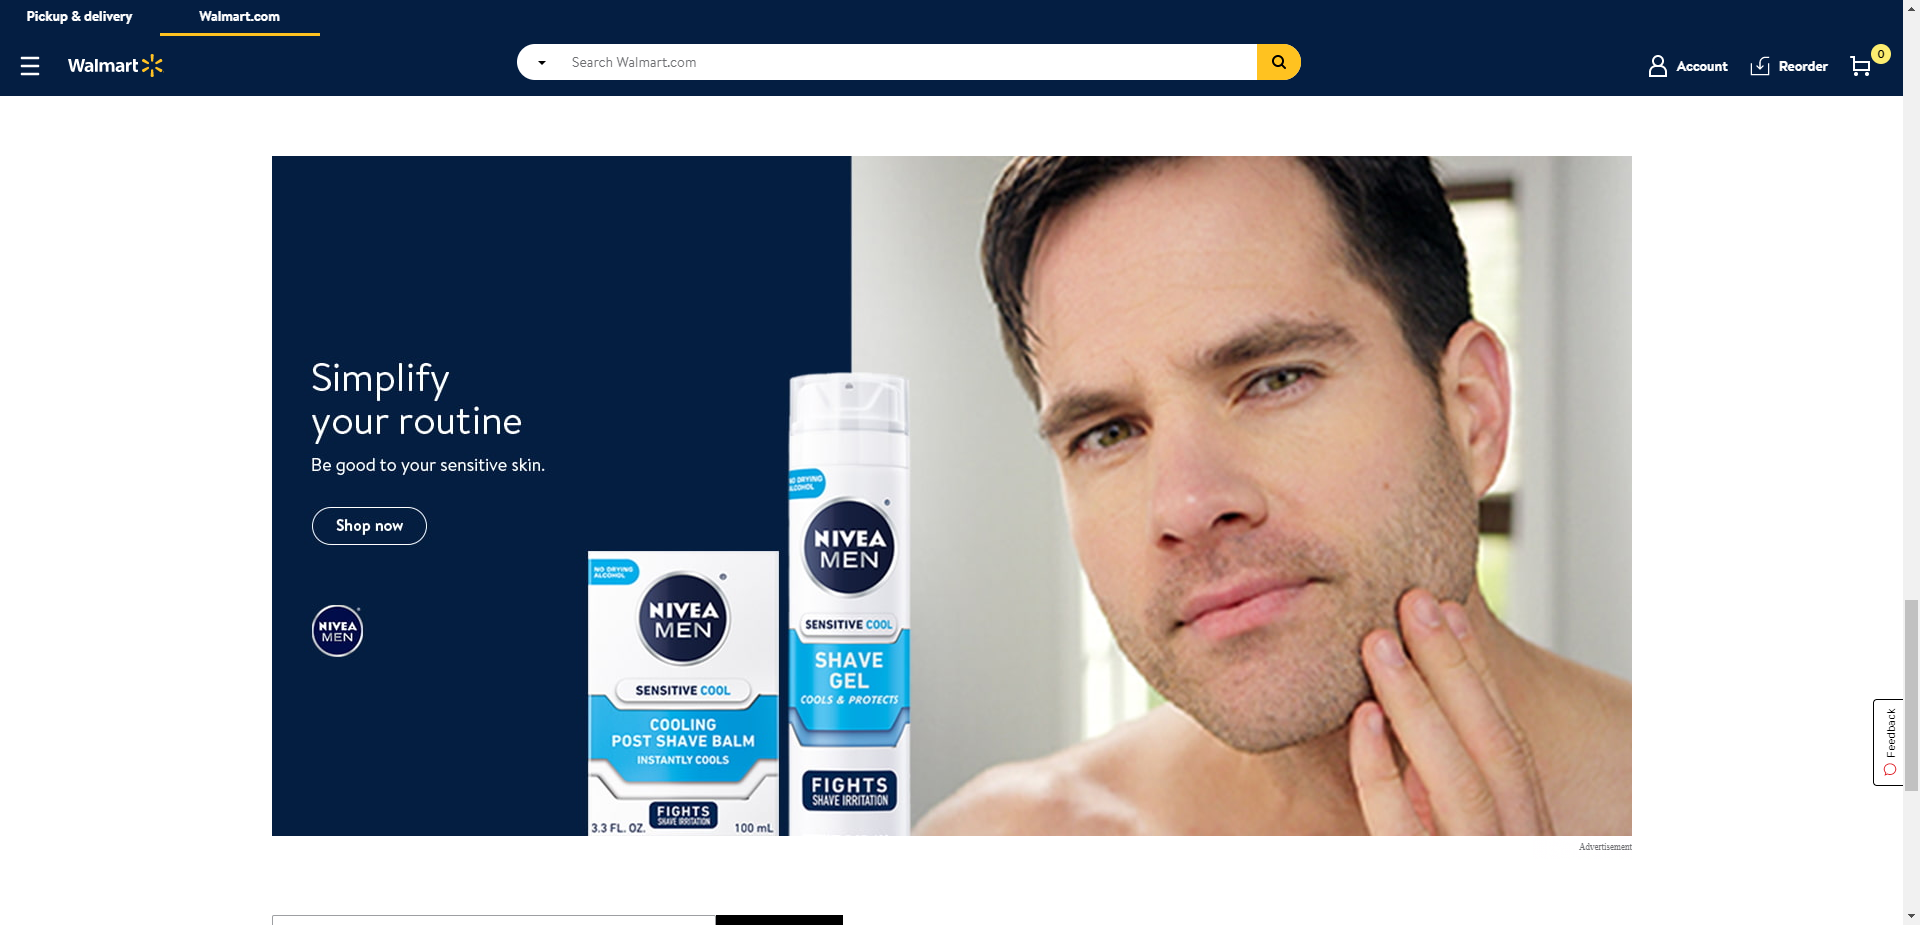 Pickup & delivery
Walmart.com
Walmart
Search Walmart.com
Account
Reorder
0
Simplify
your routine
Be good to your sensitive skin.
Shop now
NIVEA
MEN
NO DRYING
ALCOHOL
NIVEA
MEN
SENSITIVE COOL
COOLING
POST SHAVE BALM
INSTANTLY COOLS
FIGHTS
SHAVE IRRITATION
3.3 FL. OZ.
100 mL
NO DRYING
ALCOHOL
NIVEA
MEN
SENSITIVE COOL
SHAVE
GEL
COOLS & PROTECTS
FIGHTS
SHAVE IRRITATION
Feedback
Advertisement